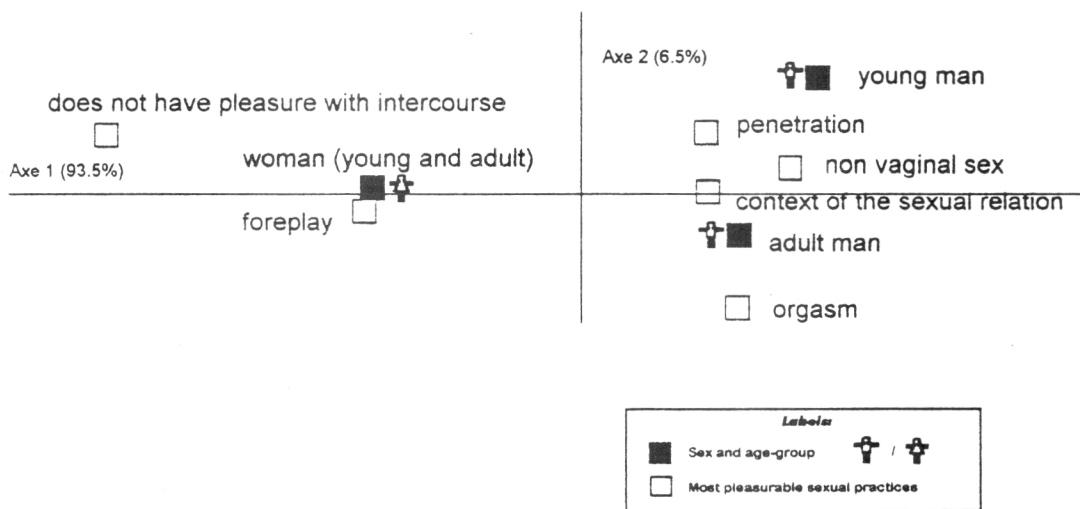 Axe 2 (6.5%)
young man
does not have pleasure with intercourse
penetration
Axe 1 (93.5%)
woman (young and adult)
non vaginal sex
context of the sexual relation
foreplay
adult man
orgasm
Labels:
Sex and age-group /
Most pleasurable sexual practices